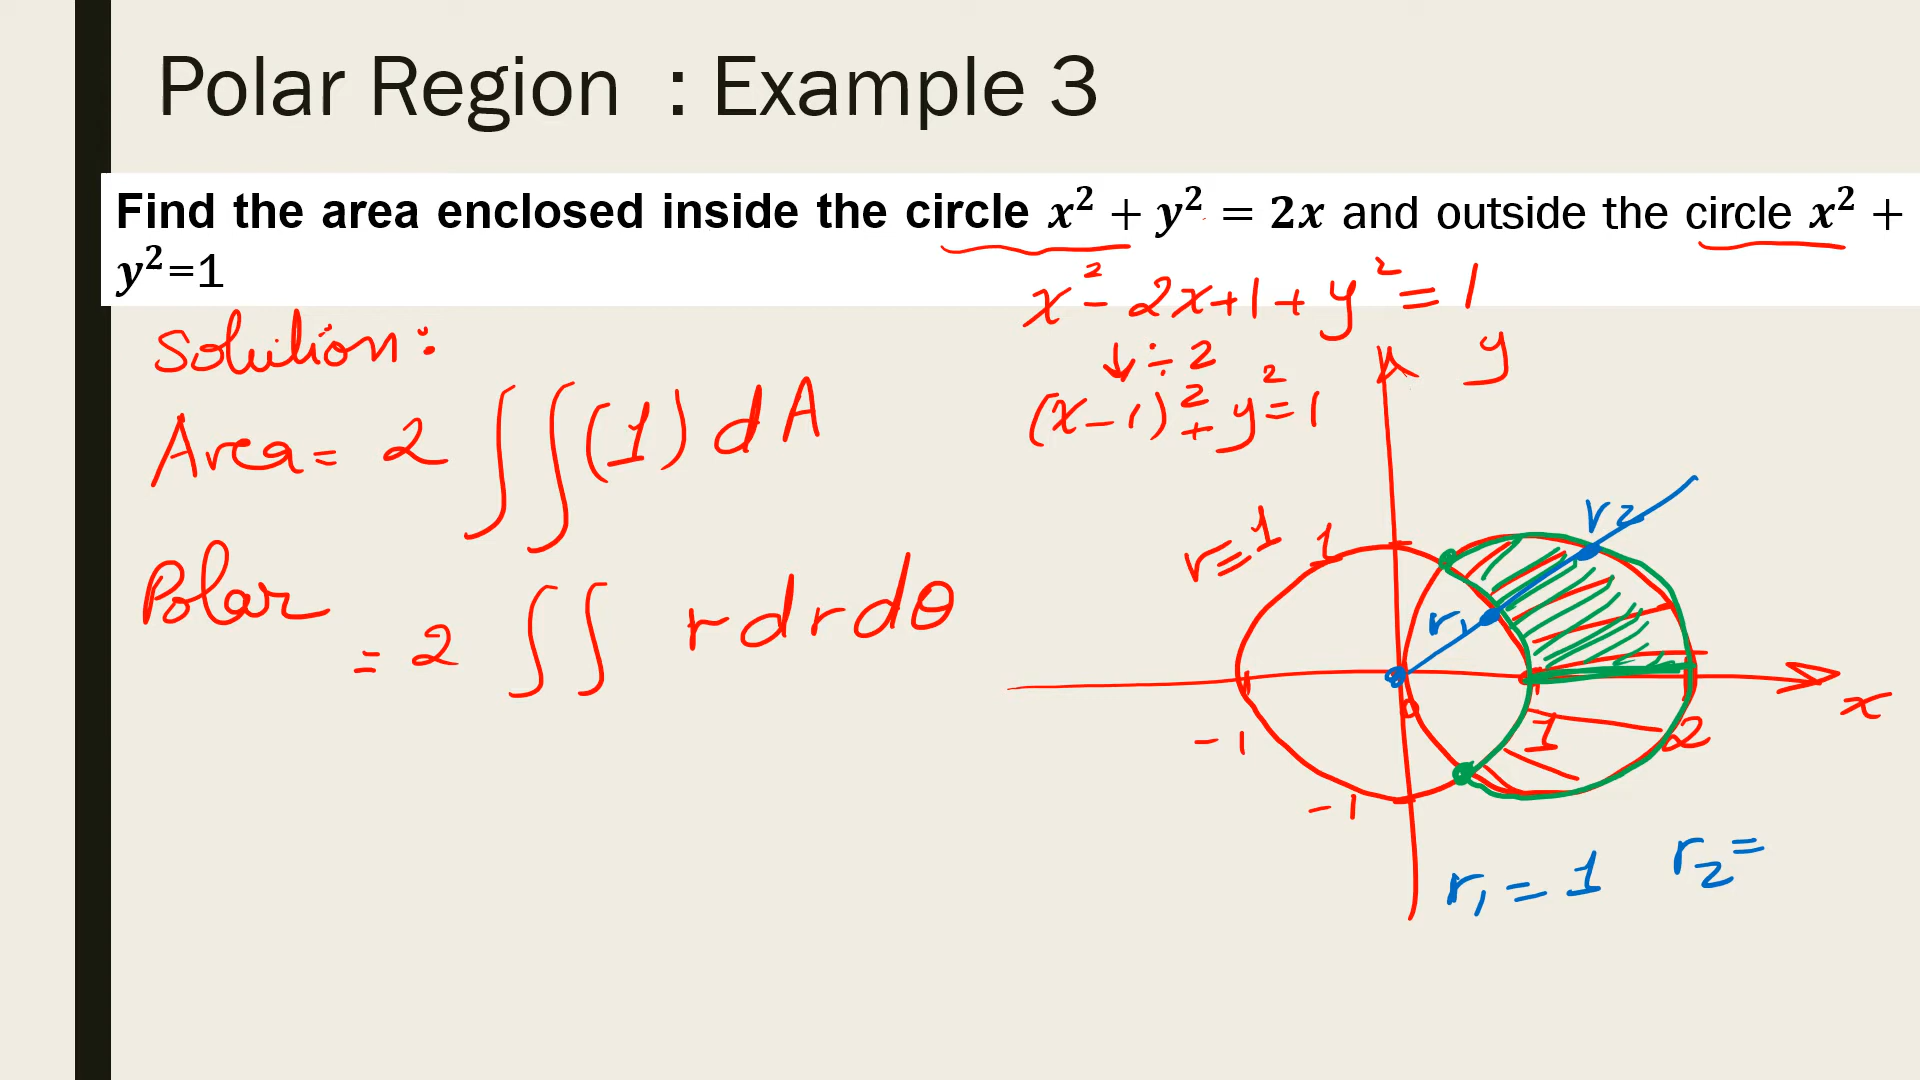 Polar Region : Example 3
Find the area enclosed inside the circle x² + y² = 2x and outside the circle x² +
y²=1
x² - 2x+1 + y² = 1
Solution:
↓ ÷ 2
y
(x-1)² + y² = 1
Area = 2 ∫∫ (1) dA
r=1
1
r2
Polar
r₁
= 2 ∫∫ r dr dθ
-1
0
1
2
x
-1
r₁ = 1
r₂ =